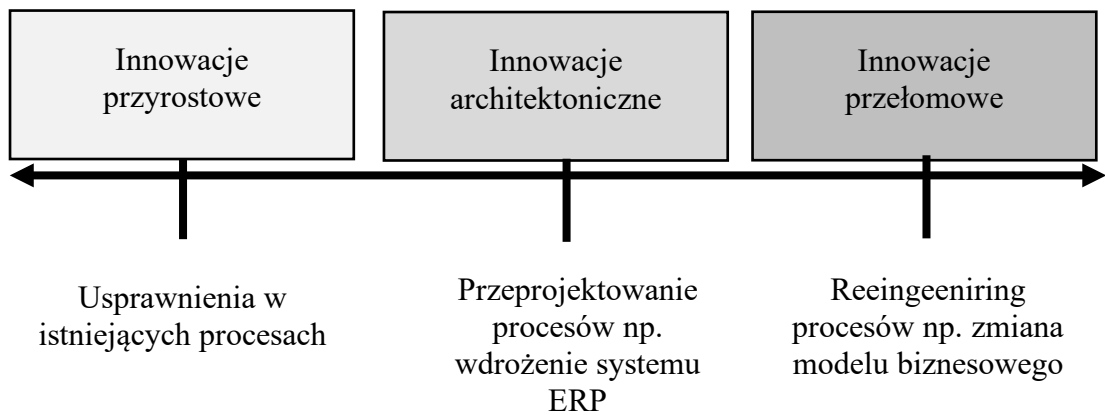 Innowacje
przyrostowe
Innowacje
architektoniczne
Innowacje
przełomowe
Usprawnienia w
istniejących procesach
Przeprojektowanie
procesów np.
wdrożenie systemu
ERP
Reeingeeniring
procesów np. zmiana
modelu biznesowego